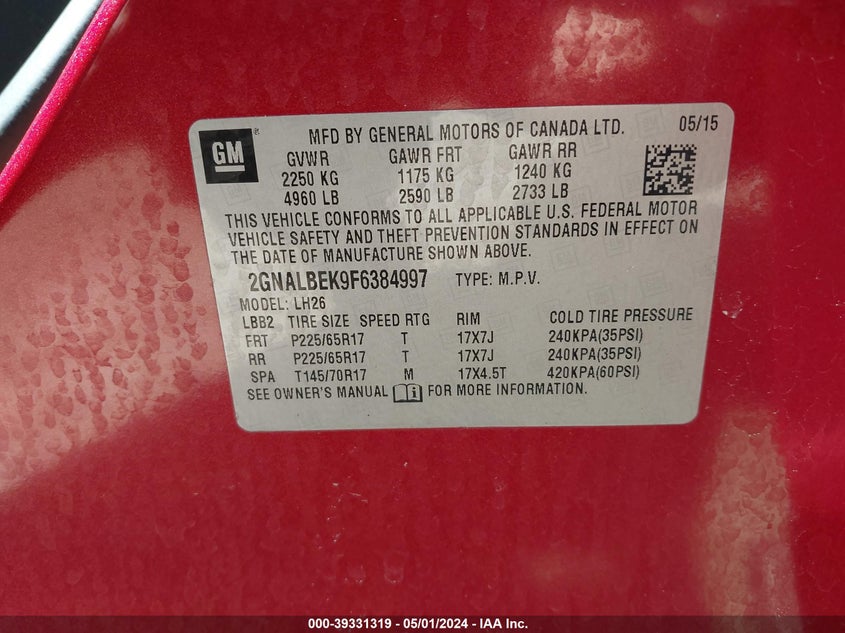 GM ® MFD BY GENERAL MOTORS OF CANADA LTD. 05/15
GVWR GAWR FRT GAWR RR
2250 KG 1175 KG 1240 KG
4960 LB 2590 LB 2733 LB
THIS VEHICLE CONFORMS TO ALL APPLICABLE U.S. FEDERAL MOTOR
VEHICLE SAFETY AND THEFT PREVENTION STANDARDS IN EFFECT ON
THE DATE OF MANUFACTURE SHOWN ABOVE.
2GNALBEK9F6384997 TYPE: M.P.V.
MODEL: LH26
LBB2 TIRE SIZE SPEED RTG RIM COLD TIRE PRESSURE
FRT P225/65R17 T 17X7J 240KPA(35PSI)
RR P225/65R17 T 17X7J 240KPA(35PSI)
SPA T145/70R17 M 17X4.5T 420KPA(60PSI)
SEE OWNER'S MANUAL FOR MORE INFORMATION.
000-39331319 - 05/01/2024 - IAA Inc.